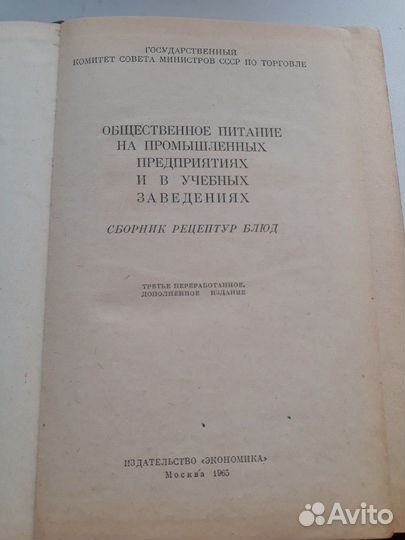 ГОСУДАРСТВЕННЫЙ
КОМИТЕТ СОВЕТА МИНИСТРОВ СССР ПО ТОРГОВЛЕ
ОБЩЕСТВЕННОЕ ПИТАНИЕ
НА ПРОМЫШЛЕННЫХ
ПРЕДПРИЯТИЯХ
И В УЧЕБНЫХ
ЗАВЕДЕНИЯХ
СБОРНИК РЕЦЕПТУР БЛЮД
ТРЕТЬЕ ПЕРЕРАБОТАННОЕ,
ДОПОЛНЕННОЕ ИЗДАНИЕ
ИЗДАТЕЛЬСТВО «ЭКОНОМИКА»
Москва 1965
Avito